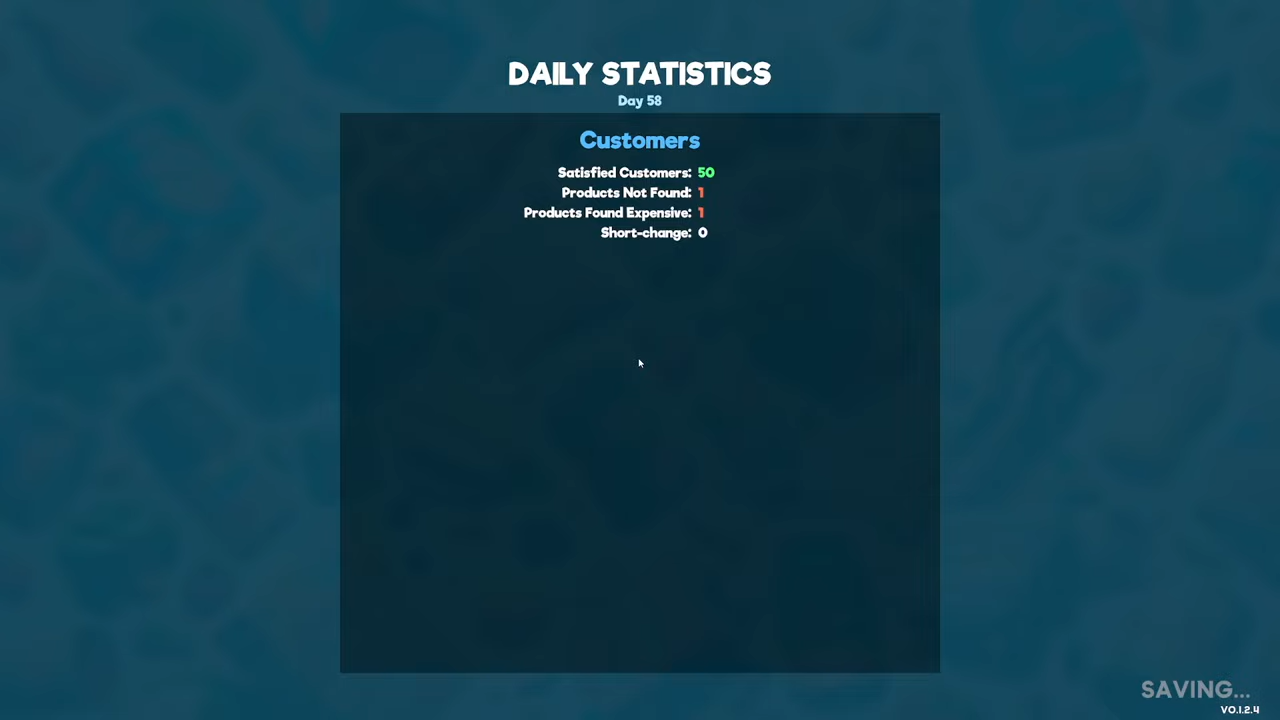 DAILY STATISTICS
Day 58
Customers
Satisfied Customers: 50
Products Not Found: 1
Products Found Expensive: 1
Short-change: 0
SAVING...
V0.1.2.4